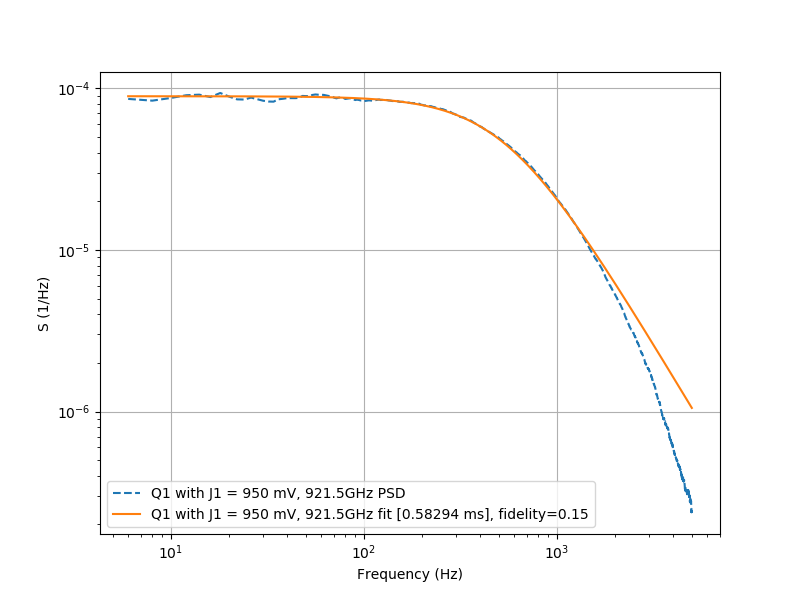 10⁻⁴
10⁻⁵
10⁻⁶
S (1/Hz)
Q1 with J1 = 950 mV, 921.5GHz PSD
Q1 with J1 = 950 mV, 921.5GHz fit [0.58294 ms], fidelity=0.15
10¹ 10² 10³
Frequency (Hz)